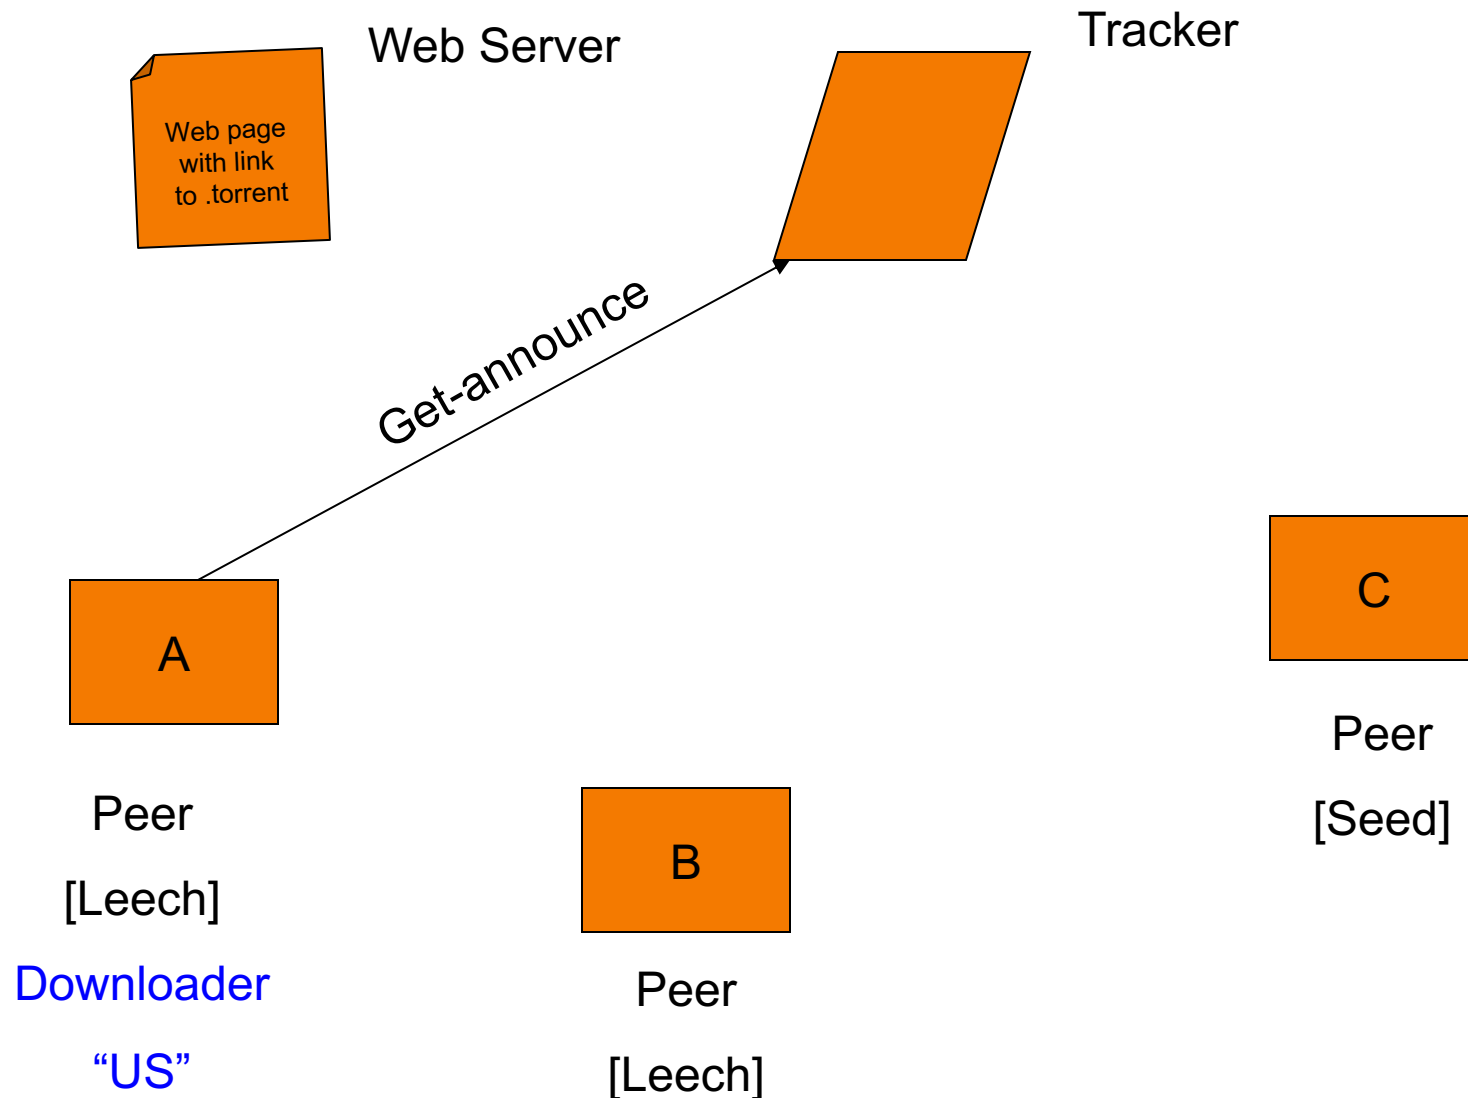 Web Server
Tracker
Web page
with link
to .torrent
Get-announce
A
C
Peer
[Seed]
Peer
[Leech]
Downloader
“US”
B
Peer
[Leech]